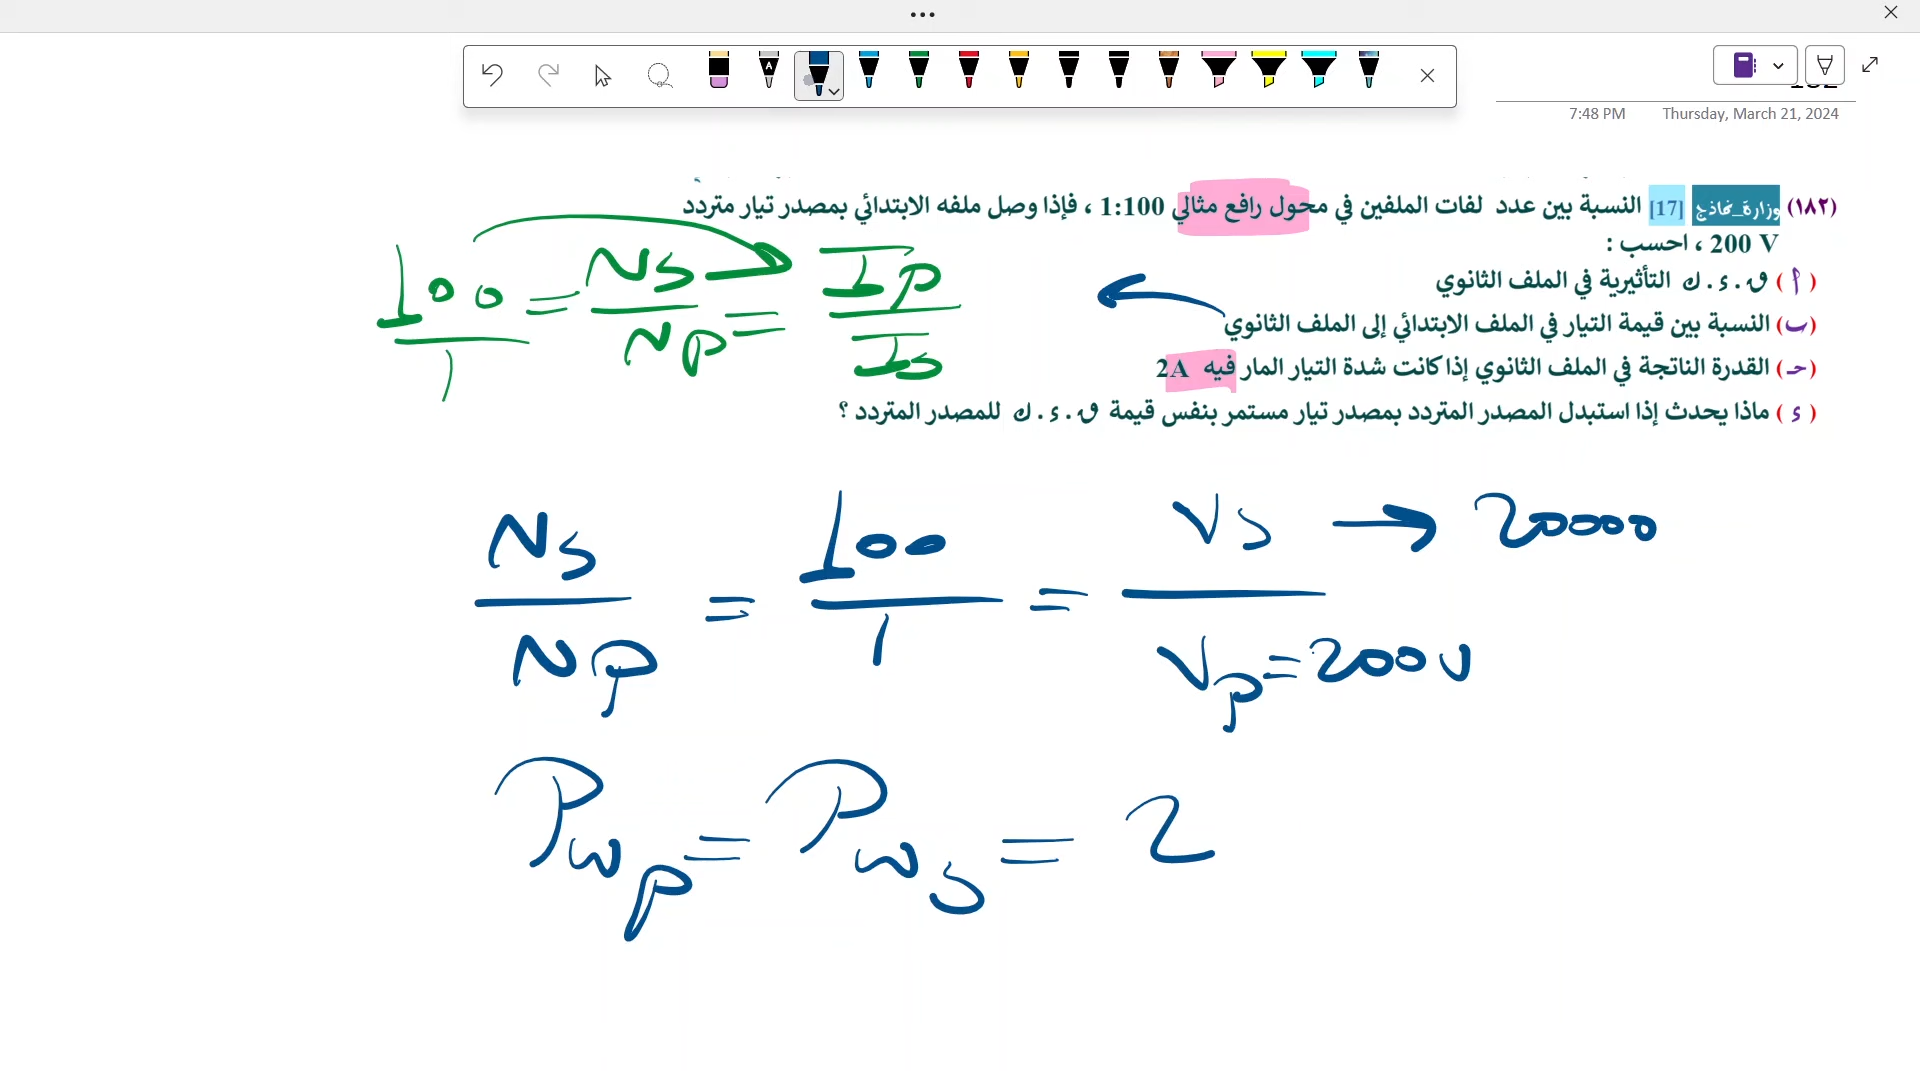 182
7:48 PM Thursday, March 21, 2024
(١٨٢) وزارة_نماذج [17] النسبة بين عدد لفات الملفين في محول رافع مثالي 1:100 ، فإذا وصل ملفه الابتدائي بمصدر تيار متردد
200 V ، احسب :
( أ ) ق . ء . ك التأثيرية في الملف الثانوي
(ب) النسبة بين قيمة التيار في الملف الابتدائي إلى الملف الثانوي
(حـ) القدرة الناتجة في الملف الثانوي إذا كانت شدة التيار المار فيه 2A
( ء ) ماذا يحدث إذا استبدل المصدر المتردد بمصدر تيار مستمر بنفس قيمة ق . ء . ك للمصدر المتردد ؟
100/1 = Ns/Np = Ip/Is
Ns/Np = 100/1 = Vs/Vp=200V → 20000
Pwp = Pws = 2